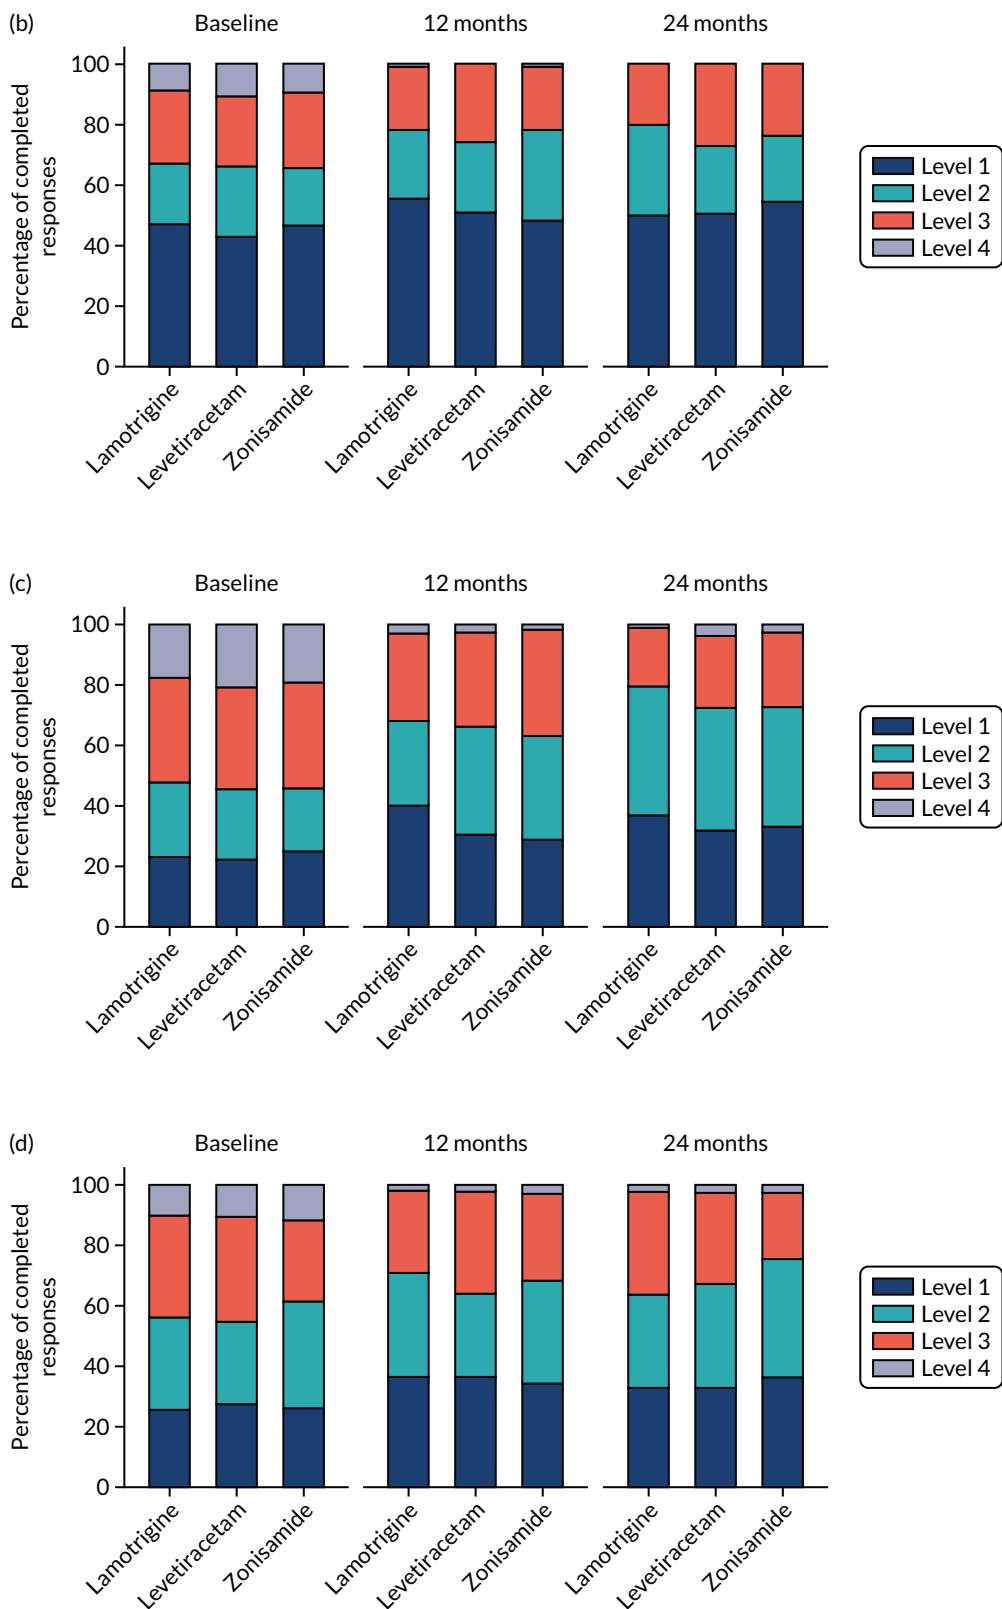 (b)
Baseline
12 months
24 months
Percentage of completed
responses
100
80
60
40
20
0
Lamotrigine
Levetiracetam
Zonisamide
Lamotrigine
Levetiracetam
Zonisamide
Lamotrigine
Levetiracetam
Zonisamide
Level 1
Level 2
Level 3
Level 4
(c)
Baseline
12 months
24 months
Percentage of completed
responses
100
80
60
40
20
0
Lamotrigine
Levetiracetam
Zonisamide
Lamotrigine
Levetiracetam
Zonisamide
Lamotrigine
Levetiracetam
Zonisamide
Level 1
Level 2
Level 3
Level 4
(d)
Baseline
12 months
24 months
Percentage of completed
responses
100
80
60
40
20
0
Lamotrigine
Levetiracetam
Zonisamide
Lamotrigine
Levetiracetam
Zonisamide
Lamotrigine
Levetiracetam
Zonisamide
Level 1
Level 2
Level 3
Level 4